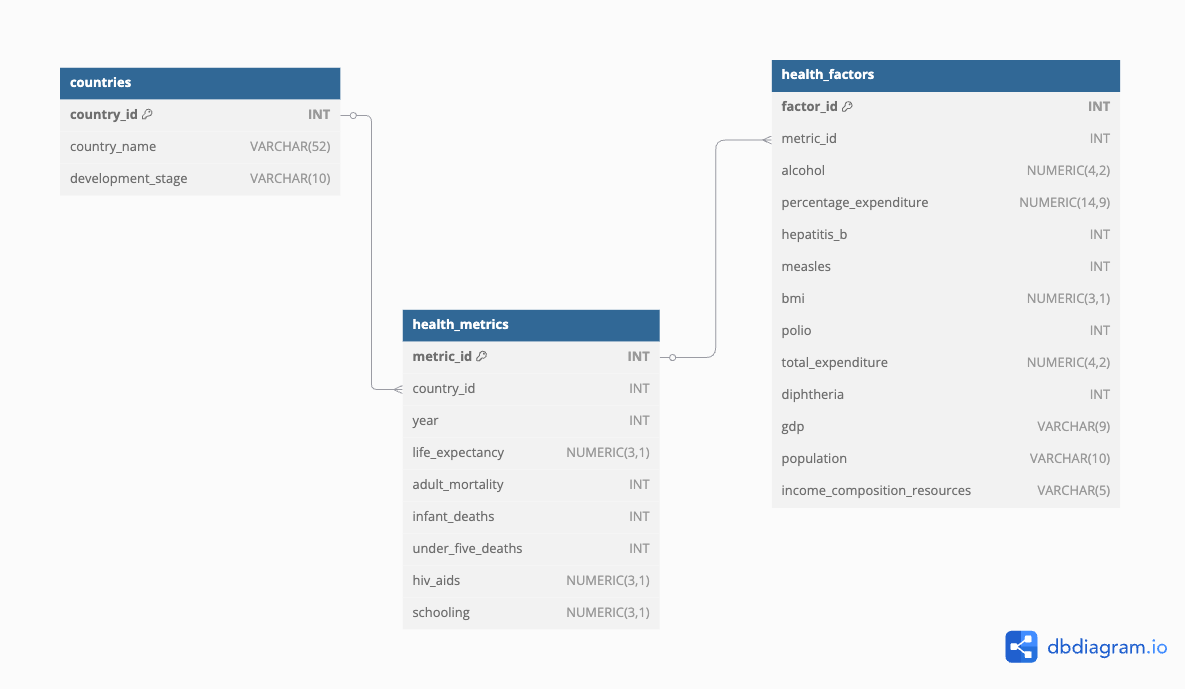 countries
country_id INT
country_name VARCHAR(52)
development_stage VARCHAR(10)
health_metrics
metric_id INT
country_id INT
year INT
life_expectancy NUMERIC(3,1)
adult_mortality INT
infant_deaths INT
under_five_deaths INT
hiv_aids NUMERIC(3,1)
schooling NUMERIC(3,1)
health_factors
factor_id INT
metric_id INT
alcohol NUMERIC(4,2)
percentage_expenditure NUMERIC(14,9)
hepatitis_b INT
measles INT
bmi NUMERIC(3,1)
polio INT
total_expenditure NUMERIC(4,2)
diphtheria INT
gdp VARCHAR(9)
population VARCHAR(10)
income_composition_resources VARCHAR(5)
dbdiagram.io